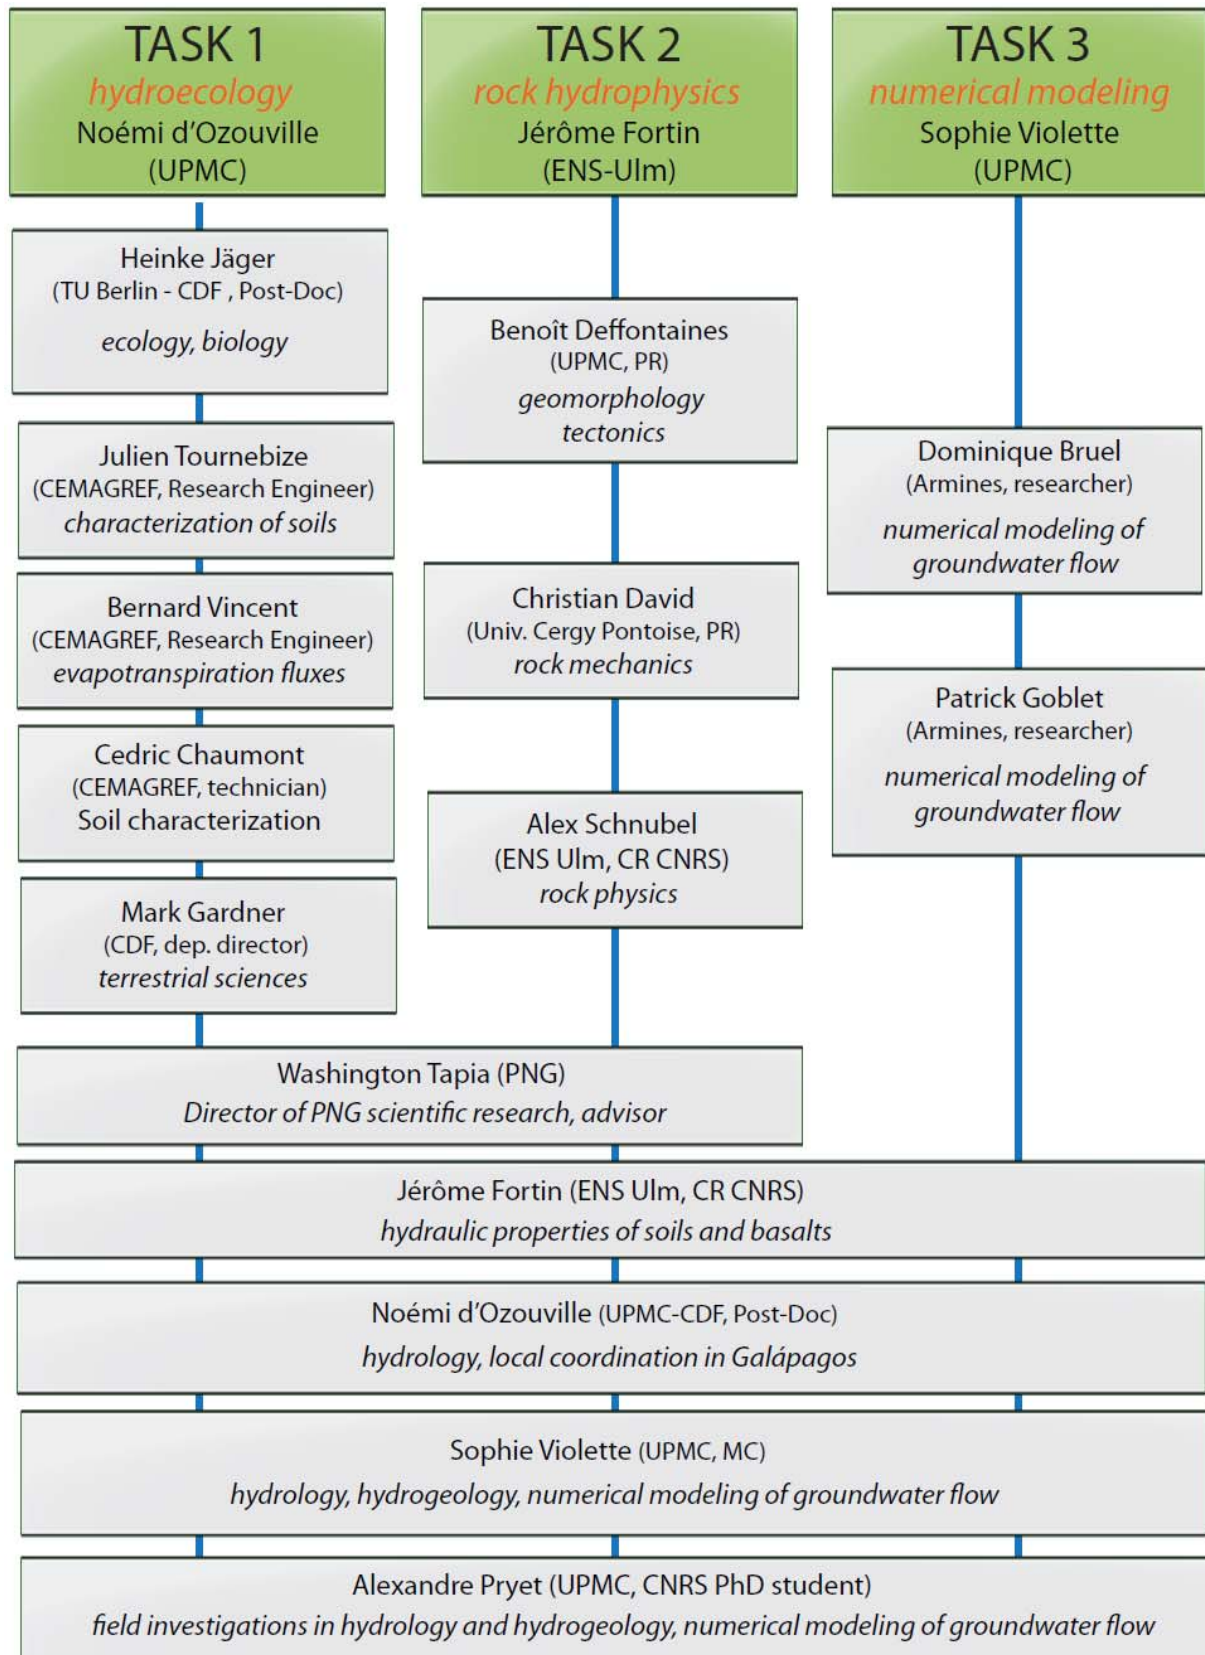 TASK 1
hydroecology
Noémi d'Ozouville
(UPMC)
TASK 2
rock hydrophysics
Jérôme Fortin
(ENS-Ulm)
TASK 3
numerical modeling
Sophie Violette
(UPMC)
Heinke Jäger
(TU Berlin - CDF , Post-Doc)
ecology, biology
Julien Tournebize
(CEMAGREF, Research Engineer)
characterization of soils
Bernard Vincent
(CEMAGREF, Research Engineer)
evapotranspiration fluxes
Cedric Chaumont
(CEMAGREF, technician)
Soil characterization
Mark Gardner
(CDF, dep. director)
terrestrial sciences
Benoît Deffontaines
(UPMC, PR)
geomorphology
tectonics
Christian David
(Univ. Cergy Pontoise, PR)
rock mechanics
Alex Schnubel
(ENS Ulm, CR CNRS)
rock physics
Dominique Bruel
(Armines, researcher)
numerical modeling of
groundwater flow
Patrick Goblet
(Armines, researcher)
numerical modeling of
groundwater flow
Washington Tapia (PNG)
Director of PNG scientific research, advisor
Jérôme Fortin (ENS Ulm, CR CNRS)
hydraulic properties of soils and basalts
Noémi d'Ozouville (UPMC-CDF, Post-Doc)
hydrology, local coordination in Galápagos
Sophie Violette (UPMC, MC)
hydrology, hydrogeology, numerical modeling of groundwater flow
Alexandre Pryet (UPMC, CNRS PhD student)
field investigations in hydrology and hydrogeology, numerical modeling of groundwater flow